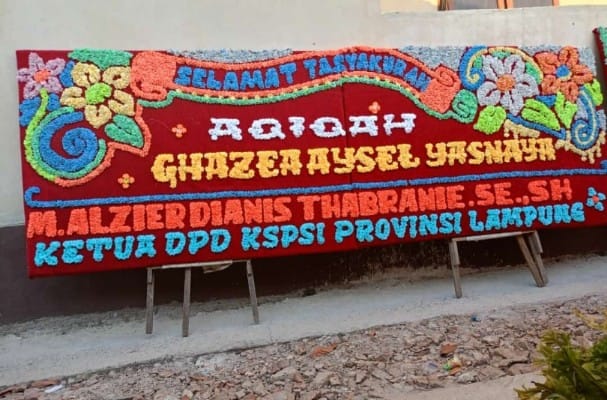 SELAMAT TASYAKURAN
AQIQAH
GHAZEA AYSEL YASNAYA
M. ALZIER DIANIS THABRANIE. SE., SH
KETUA DPD KSPSI PROVINSI LAMPUNG